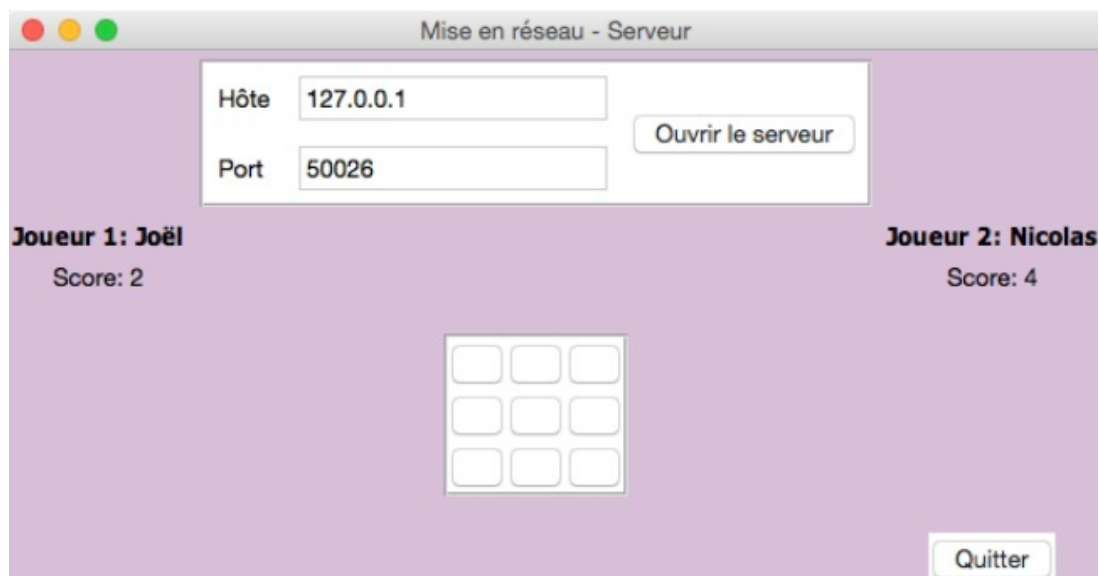 Mise en réseau - Serveur
Hôte 127.0.0.1
Ouvrir le serveur
Port 50026
Joueur 1: Joël
Joueur 2: Nicolas
Score: 2
Score: 4
Quitter